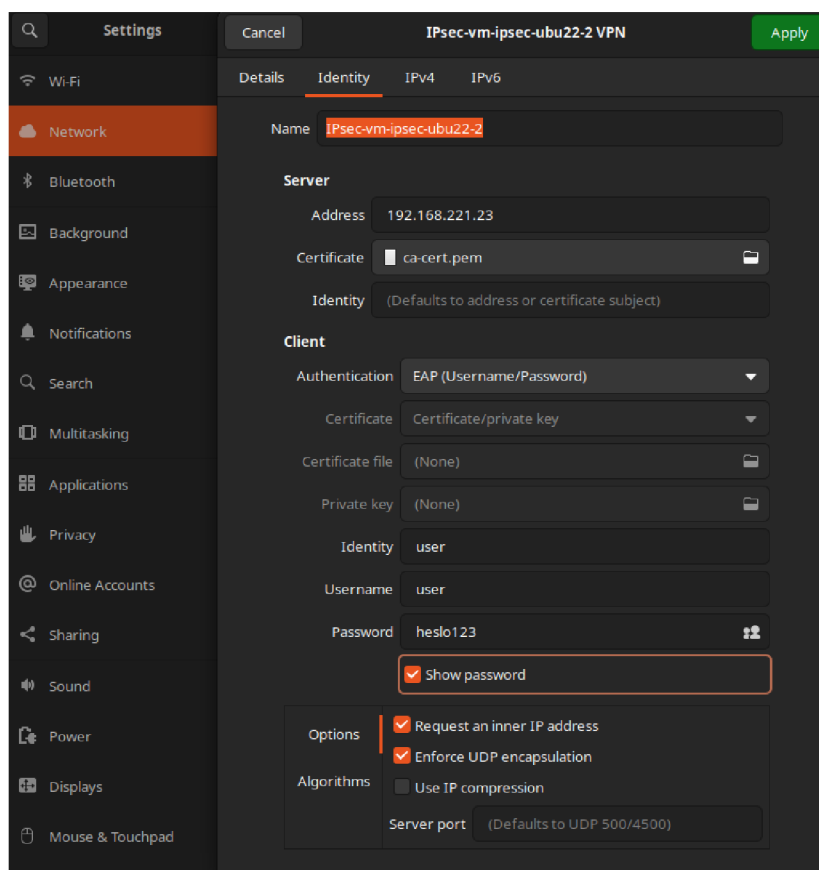 Settings
Cancel
IPsec-vm-ipsec-ubu22-2 VPN
Apply
Wi-Fi
Network
Bluetooth
Background
Appearance
Notifications
Search
Multitasking
Applications
Privacy
Online Accounts
Sharing
Sound
Power
Displays
Mouse & Touchpad
Details Identity IPv4 IPv6
Name IPsec-vm-ipsec-ubu22-2
Server
Address 192.168.221.23
Certificate ca-cert.pem
Identity (Defaults to address or certificate subject)
Client
Authentication EAP (Username/Password)
Certificate Certificate/private key
Certificate file (None)
Private key (None)
Identity user
Username user
Password heslo123
Show password
Options
Algorithms
Request an inner IP address
Enforce UDP encapsulation
Use IP compression
Server port (Defaults to UDP 500/4500)